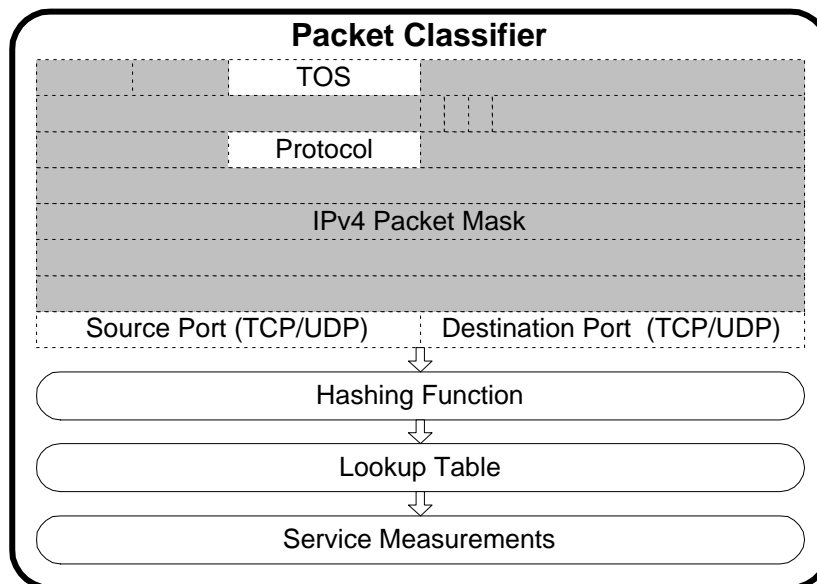 Packet Classifier
TOS
Protocol
IPv4 Packet Mask
Source Port (TCP/UDP) Destination Port (TCP/UDP)
Hashing Function
Lookup Table
Service Measurements